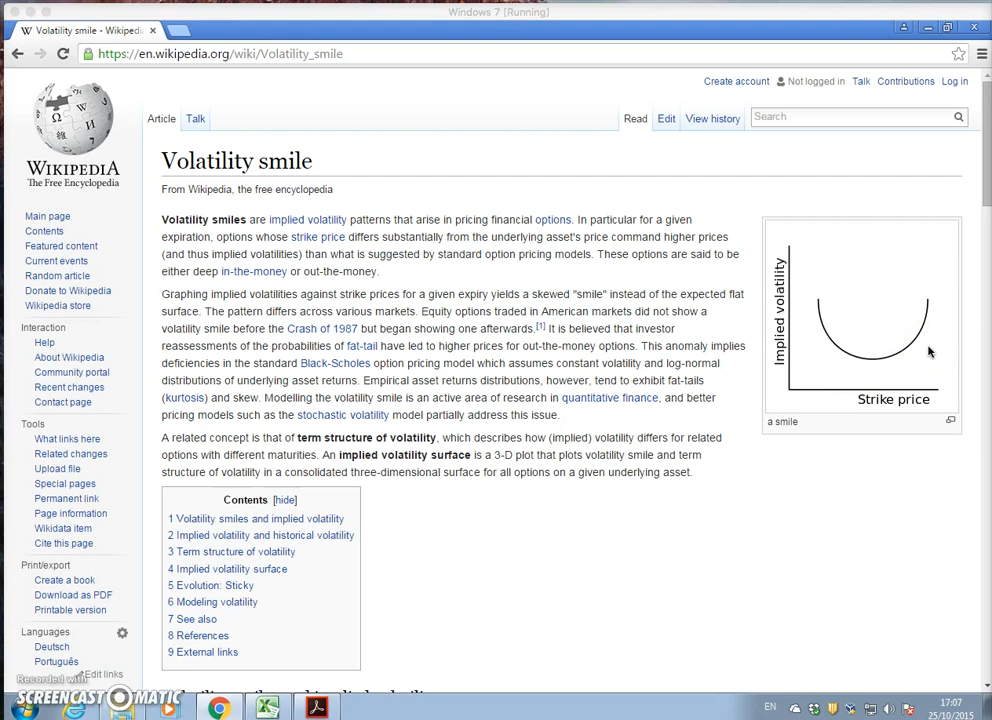 Windows 7 [Running]
W Volatility smile - Wikipedi
https://en.wikipedia.org/wiki/Volatility_smile
Create account Not logged in Talk Contributions Log in
Article Talk Read Edit View history Search
WIKIPEDIA
The Free Encyclopedia
Main page
Contents
Featured content
Current events
Random article
Donate to Wikipedia
Wikipedia store
Interaction
Help
About Wikipedia
Community portal
Recent changes
Contact page
Tools
What links here
Related changes
Upload file
Special pages
Permanent link
Page information
Wikidata item
Cite this page
Print/export
Create a book
Download as PDF
Printable version
Languages
Deutsch
Português
Edit links
Volatility smile
From Wikipedia, the free encyclopedia
Volatility smiles are implied volatility patterns that arise in pricing financial options. In particular for a given
expiration, options whose strike price differs substantially from the underlying asset's price command higher prices
(and thus implied volatilities) than what is suggested by standard option pricing models. These options are said to be
either deep in-the-money or out-the-money.
Graphing implied volatilities against strike prices for a given expiry yields a skewed "smile" instead of the expected flat
surface. The pattern differs across various markets. Equity options traded in American markets did not show a
volatility smile before the Crash of 1987 but began showing one afterwards.[1] It is believed that investor
reassessments of the probabilities of fat-tail have led to higher prices for out-the-money options. This anomaly implies
deficiencies in the standard Black-Scholes option pricing model which assumes constant volatility and log-normal
distributions of underlying asset returns. Empirical asset returns distributions, however, tend to exhibit fat-tails
(kurtosis) and skew. Modelling the volatility smile is an active area of research in quantitative finance, and better
pricing models such as the stochastic volatility model partially address this issue.
A related concept is that of term structure of volatility, which describes how (implied) volatility differs for related
options with different maturities. An implied volatility surface is a 3-D plot that plots volatility smile and term
structure of volatility in a consolidated three-dimensional surface for all options on a given underlying asset.
Implied volatility
Strike price
a smile
Contents [hide]
1 Volatility smiles and implied volatility
2 Implied volatility and historical volatility
3 Term structure of volatility
4 Implied volatility surface
5 Evolution: Sticky
6 Modeling volatility
7 See also
8 References
9 External links
Recorded with
SCREENCAST MATIC
EN
17:07
25/10/2015